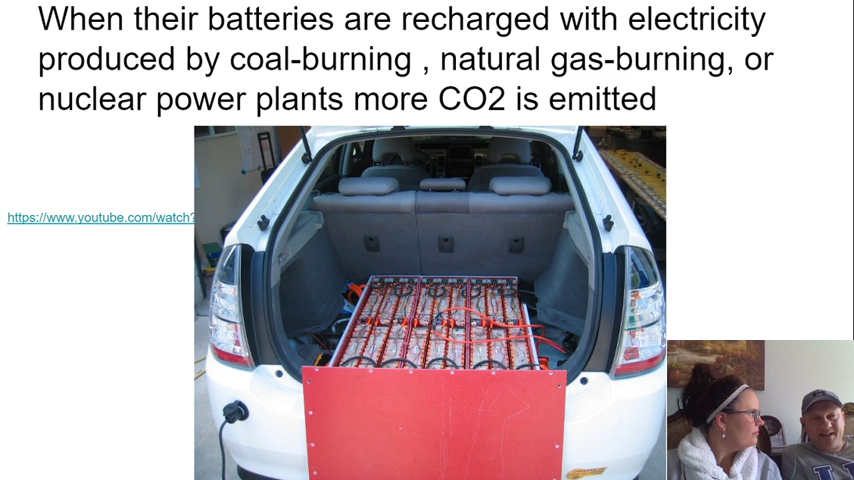 When their batteries are recharged with electricity
produced by coal-burning , natural gas-burning, or
nuclear power plants more CO2 is emitted
https://www.youtube.com/watch?